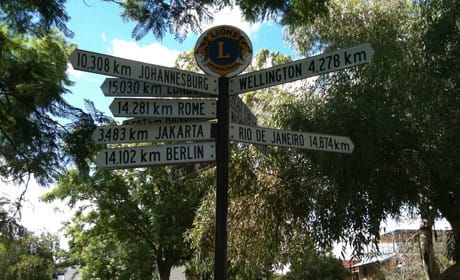 LIONS
L
10,308 km JOHANNESBURG
WELLINGTON 4,278 km
15,030 km LONDON
14,281 km ROME
3483 km JAKARTA
RIO DE JANEIRO 14,874 km
14,102 km BERLIN